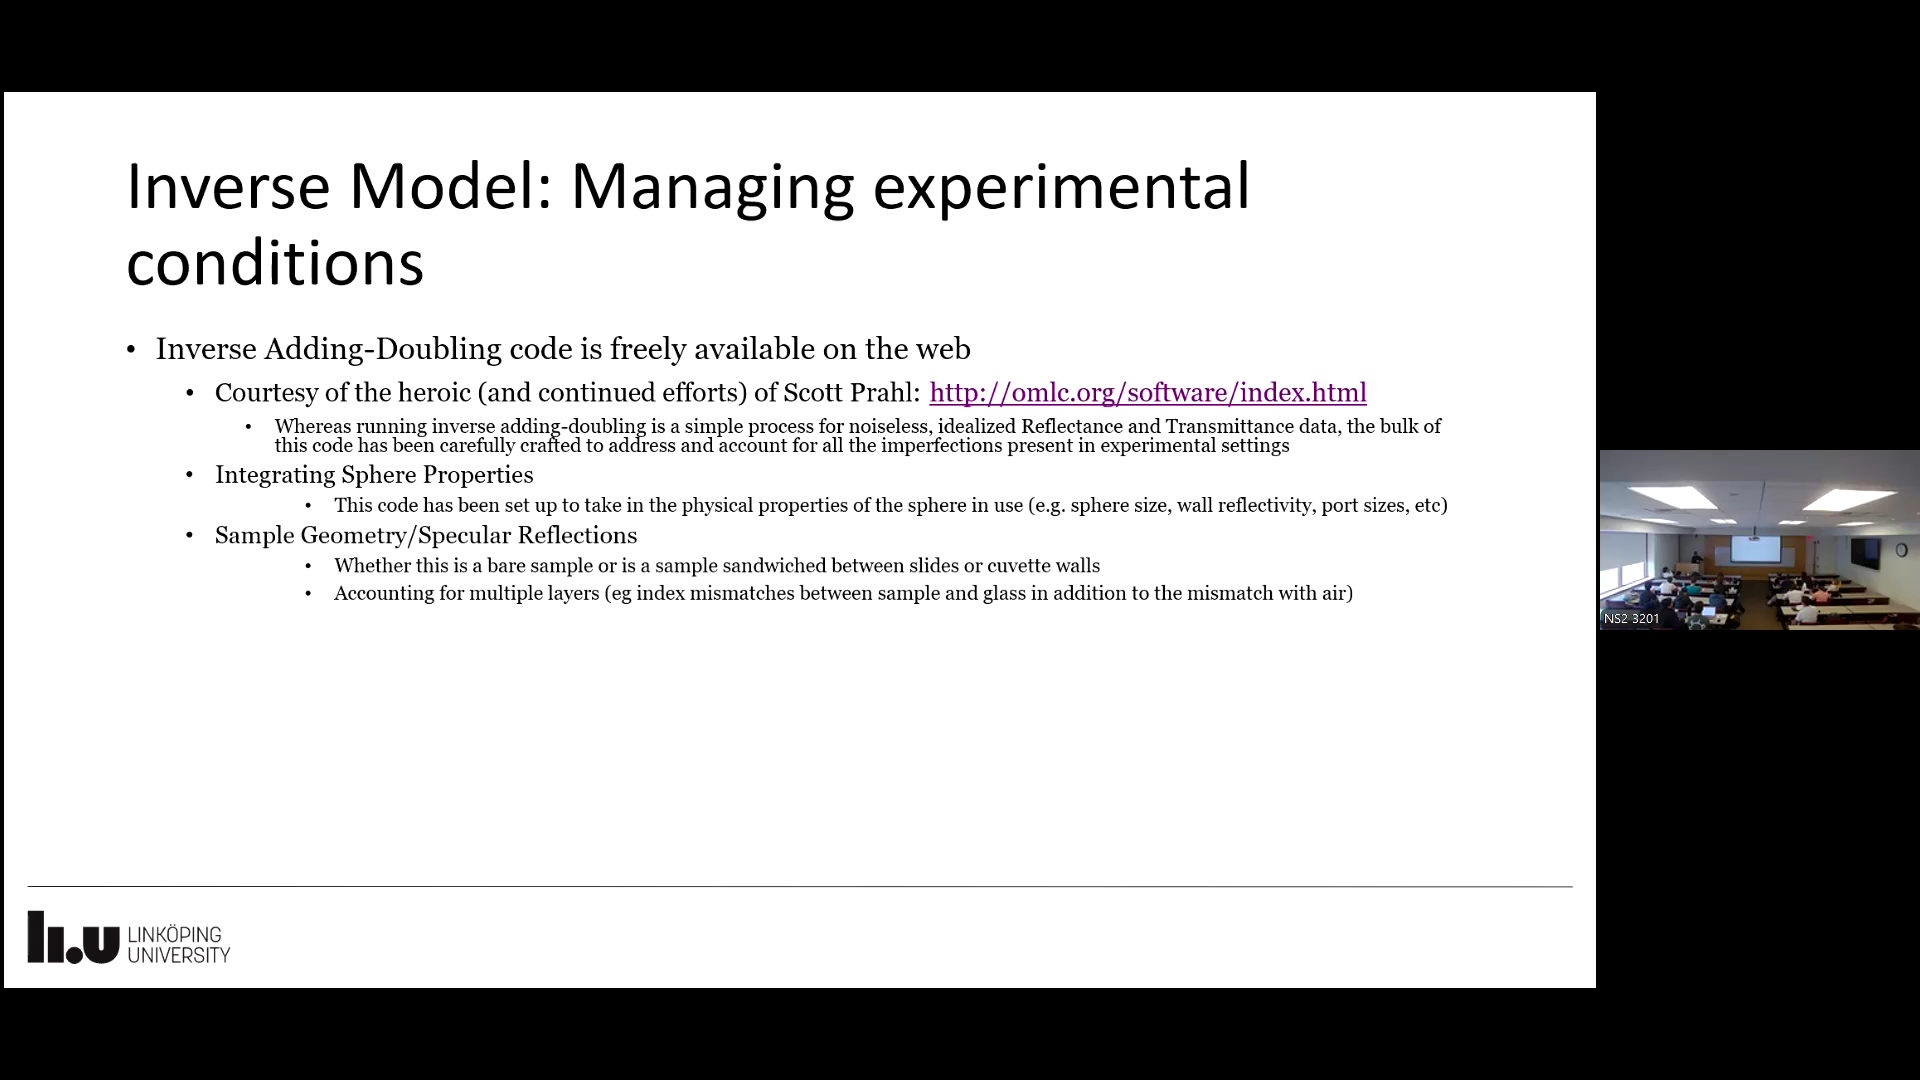 Inverse Model: Managing experimental
conditions
• Inverse Adding-Doubling code is freely available on the web
• Courtesy of the heroic (and continued efforts) of Scott Prahl: http://omlc.org/software/index.html
• Whereas running inverse adding-doubling is a simple process for noiseless, idealized Reflectance and Transmittance data, the bulk of
this code has been carefully crafted to address and account for all the imperfections present in experimental settings
• Integrating Sphere Properties
• This code has been set up to take in the physical properties of the sphere in use (e.g. sphere size, wall reflectivity, port sizes, etc)
• Sample Geometry/Specular Reflections
• Whether this is a bare sample or is a sample sandwiched between slides or cuvette walls
• Accounting for multiple layers (eg index mismatches between sample and glass in addition to the mismatch with air)
li.u LINKÖPING
UNIVERSITY
NS2 3201